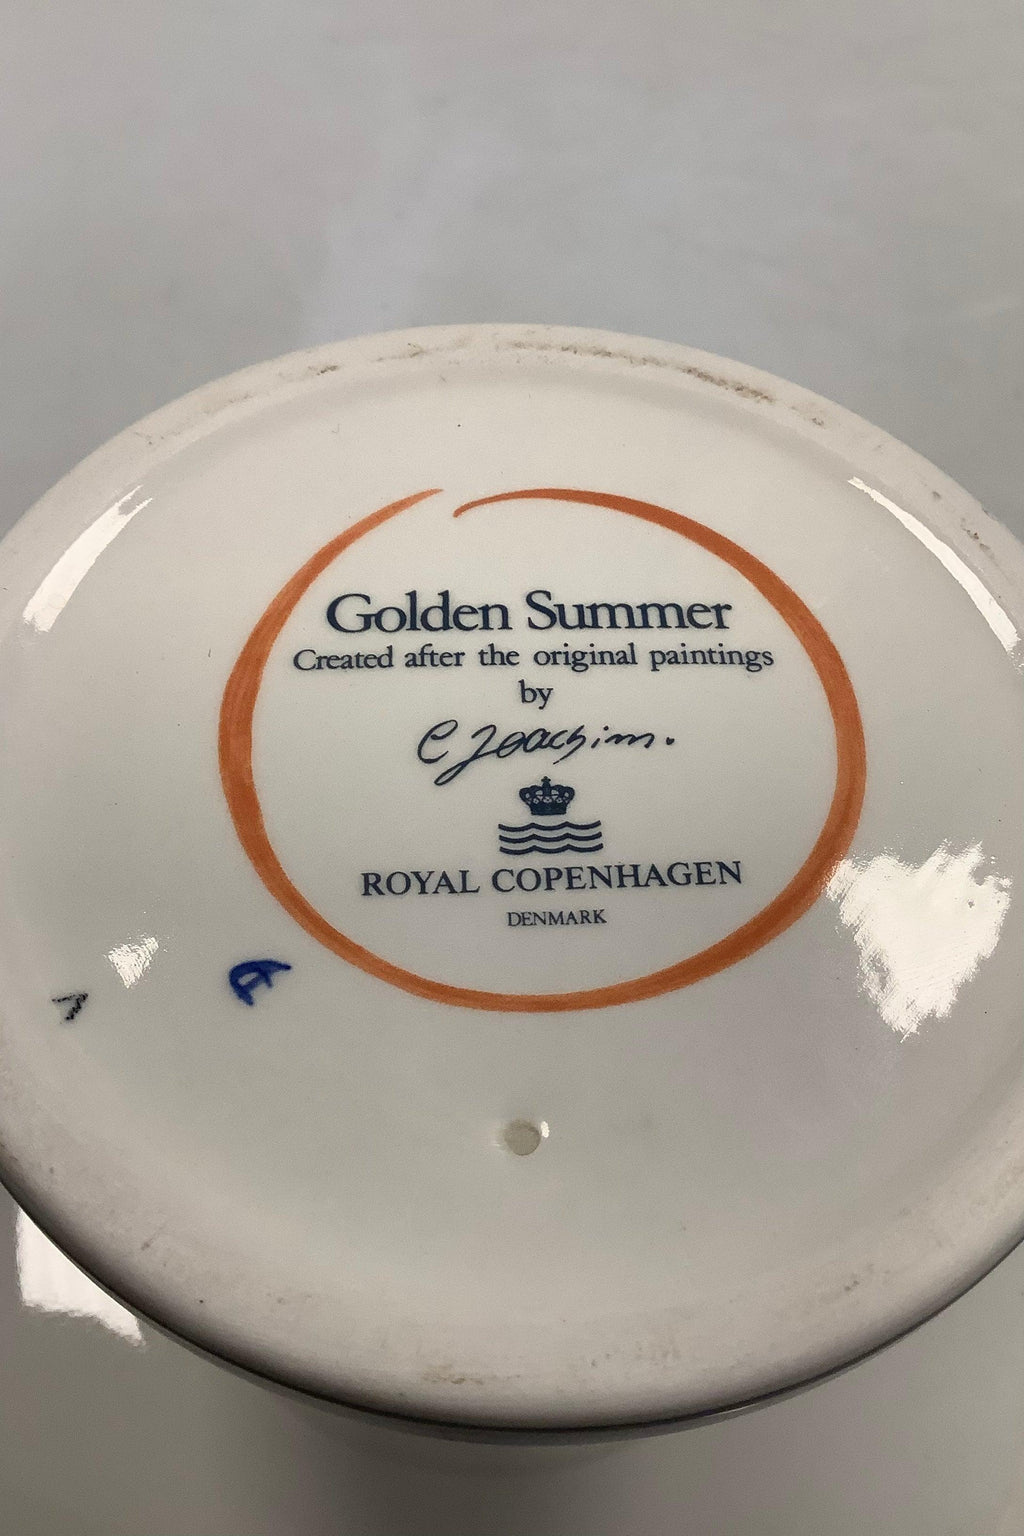 Golden Summer
Created after the original paintings
by
C Joachim.
ROYAL COPENHAGEN
DENMARK